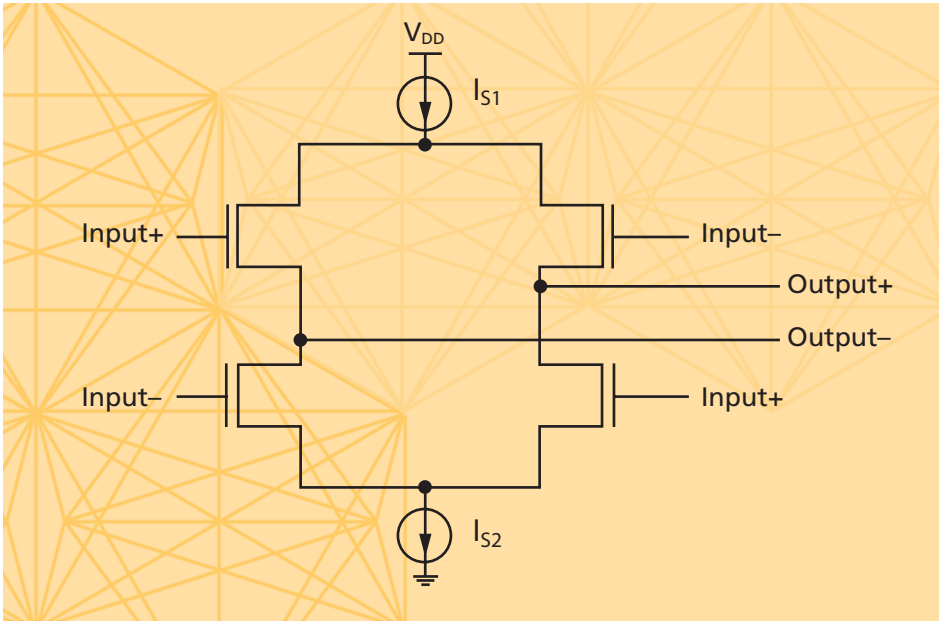 VDD
IS1
Input+
Input–
Output+
Output–
Input–
Input+
IS2